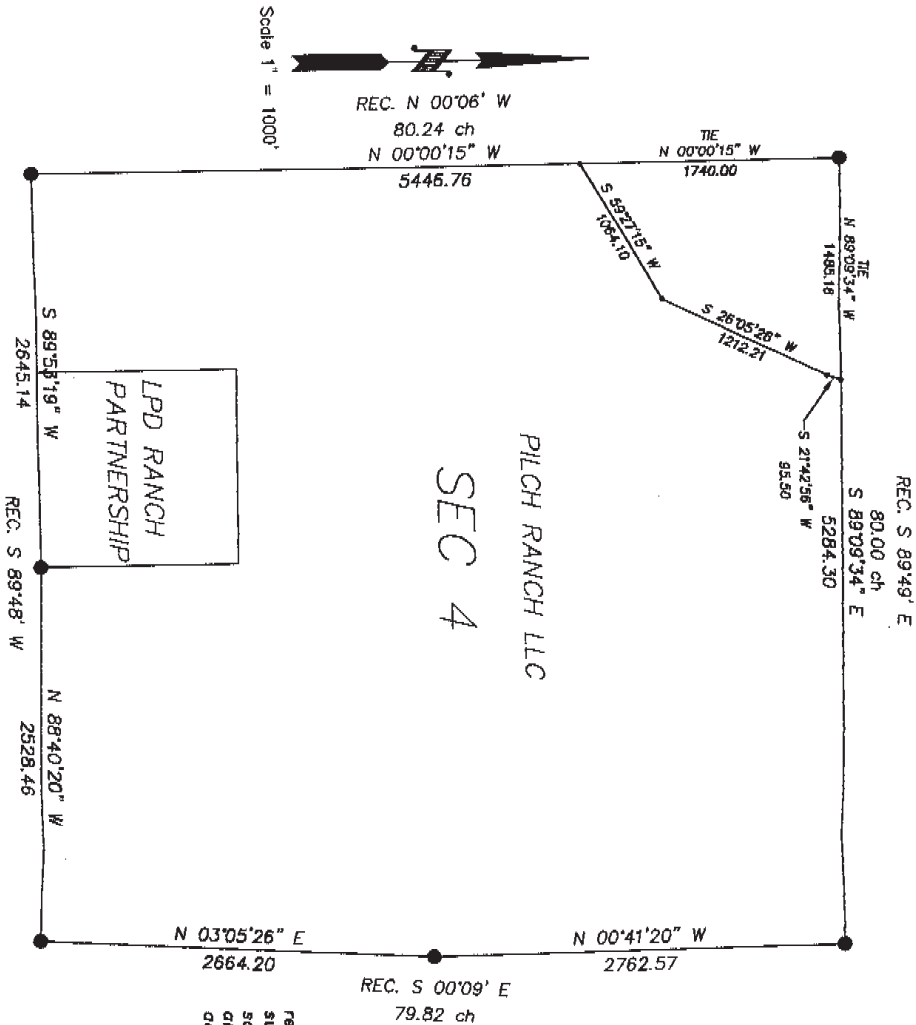 Scale 1" = 1000'
REC. N 00°06' W
80.24 ch
N 00°00'15" W
5446.76
TIE
N 00°00'15" W
1740.00
TIE
N 89°09'34" W
1485.18
S 59°27'15" W
1064.10
S 26°05'26" W
1212.21
S 21°42'56" W
95.50
REC. S 89°49' E
80.00 ch
S 89°09'34" E
5284.30
PILCH RANCH LLC
SEC 4
LPD RANCH
PARTNERSHIP
S 89°53'19" W
2645.14
REC. S 89°48' W
N 88°40'20" W
2528.46
N 03°05'26" E
2664.20
N 00°41'20" W
2762.57
REC. S 00°09' E
79.82 ch